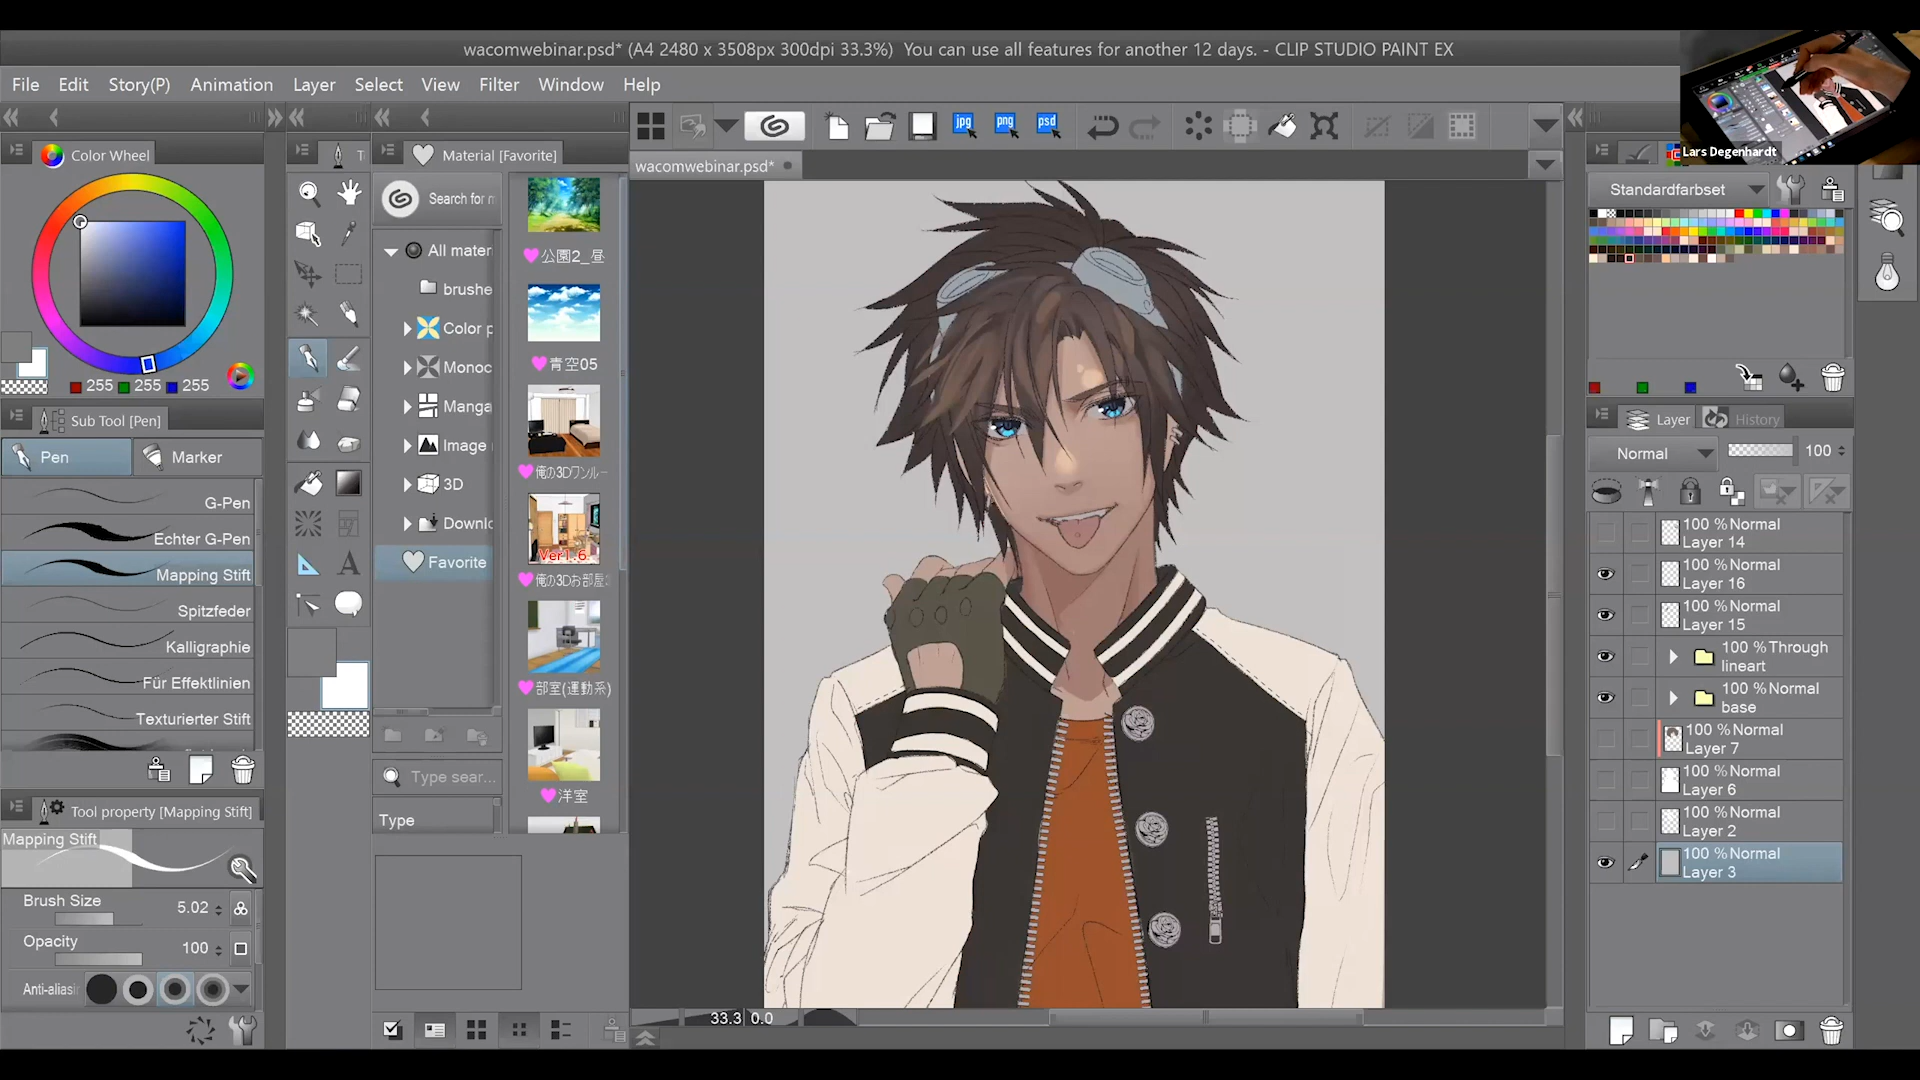 wacomwebinar.psd* (A4 2480 x 3508px 300dpi 33.3%)  You can use all features for another 12 days. - CLIP STUDIO PAINT EX
File Edit Story(P) Animation Layer Select View Filter Window Help
Lars Degenhardt
Color Wheel
255 255 255
Sub Tool [Pen]
Pen Marker
G-Pen
Echter G-Pen
Mapping Stift
Spitzfeder
Kalligraphie
Für Effektlinien
Texturierter Stift
Tool property [Mapping Stift]
Mapping Stift
Brush Size 5.02
Opacity 100
Anti-aliasi
T
A
Material [Favorite]
Search for m
All mater
brushe
Color p
Monoc
Manga
Image
3D
Downlo
Favorite
Type sear...
Type
公園2_昼
青空05
俺の3Dワンルー
Ver1.6.
俺の3Dお部屋
部室(運動系)
洋室
jpg png psd
wacomwebinar.psd*
33.3 0.0
Standardfarbset
Layer History
Normal 100
100 %Normal
Layer 14
100 %Normal
Layer 16
100 %Normal
Layer 15
100 %Through
lineart
100 %Normal
base
100 %Normal
Layer 7
100 %Normal
Layer 6
100 %Normal
Layer 2
100 %Normal
Layer 3